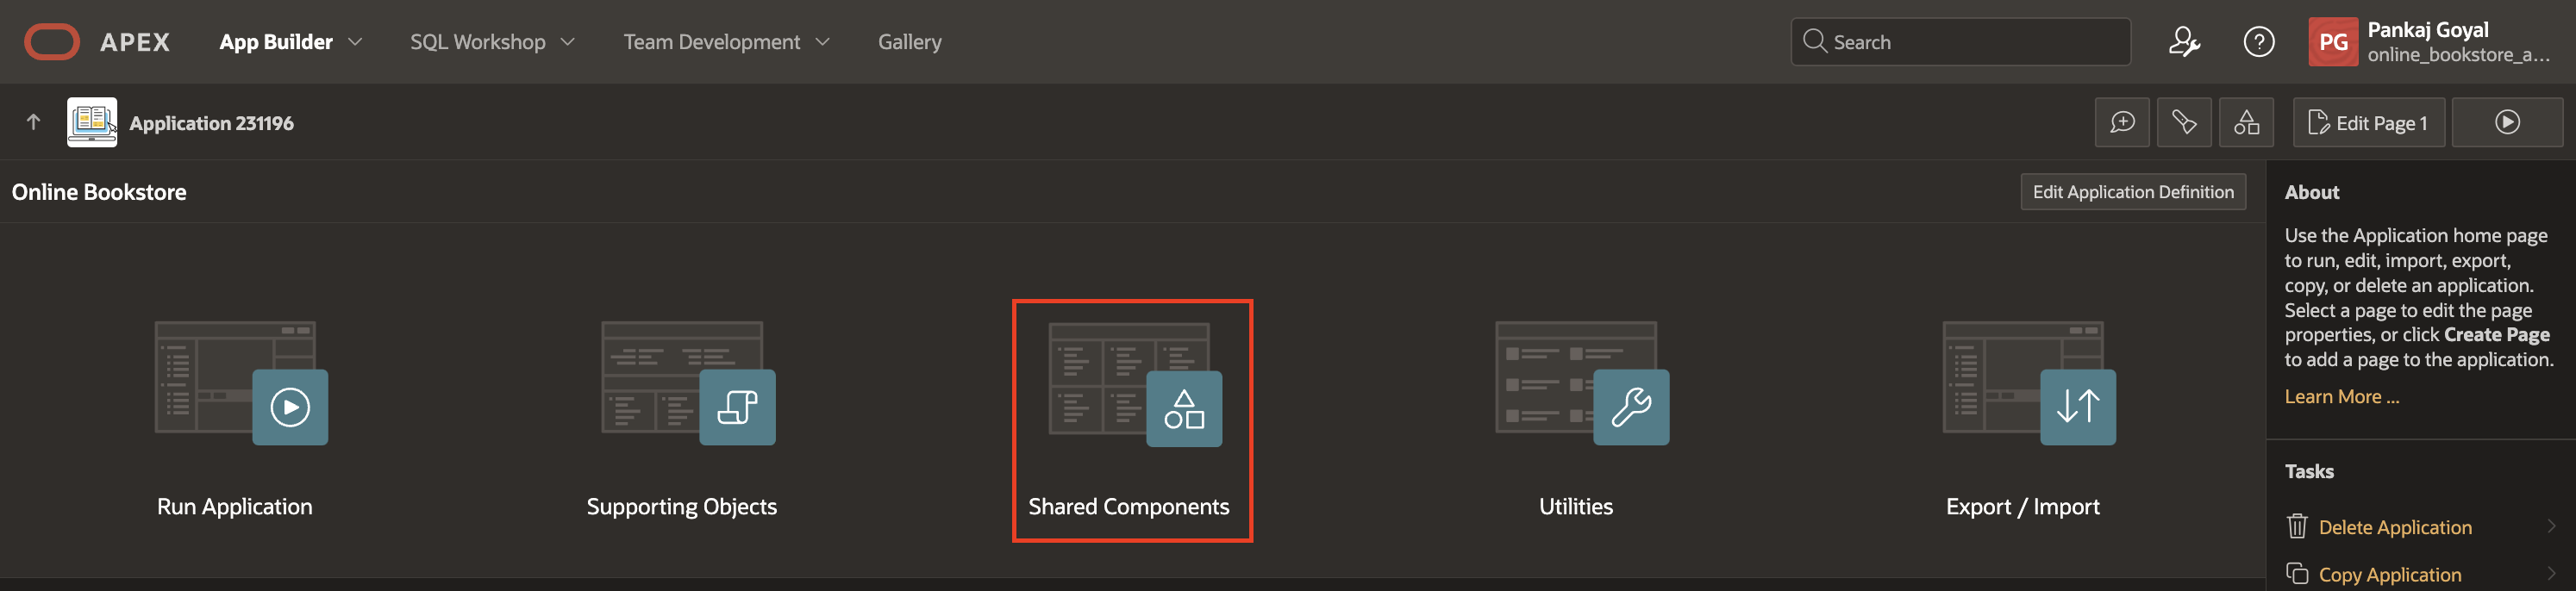 APEX
App Builder
SQL Workshop
Team Development
Gallery
Search
PG
Pankaj Goyal
online_bookstore_a...
Application 231196
Edit Page 1
Online Bookstore
Edit Application Definition
Run Application
Supporting Objects
Shared Components
Utilities
Export / Import
About
Use the Application home page
to run, edit, import, export,
copy, or delete an application.
Select a page to edit the page
properties, or click Create Page
to add a page to the application.
Learn More ...
Tasks
Delete Application
Copy Application